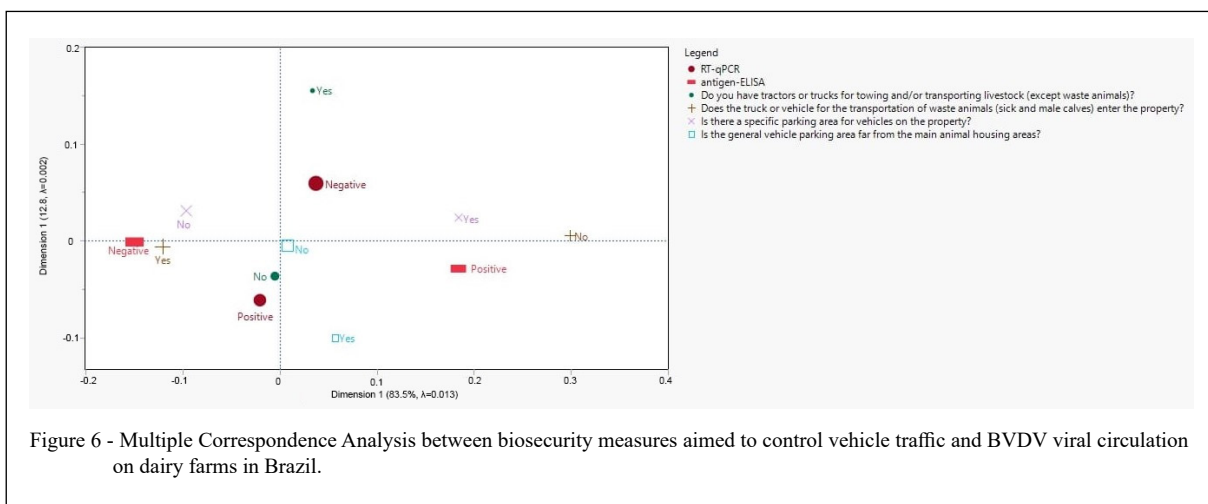 0.2
0.1
0
-0.1
-0.2
-0.1
0
0.1
0.2
0.3
0.4
Dimension 1 (12.8, λ=0.002)
Dimension 1 (83.5%, λ=0.013)
Yes
Negative
No
Yes
No
Negative
Yes
No
No
Positive
Positive
Yes
Legend
RT-qPCR
antigen-ELISA
Do you have tractors or trucks for towing and/or transporting livestock (except waste animals)?
Does the truck or vehicle for the transportation of waste animals (sick and male calves) enter the property?
Is there a specific parking area for vehicles on the property?
Is the general vehicle parking area far from the main animal housing areas?
Figure 6 - Multiple Correspondence Analysis between biosecurity measures aimed to control vehicle traffic and BVDV viral circulation
on dairy farms in Brazil.